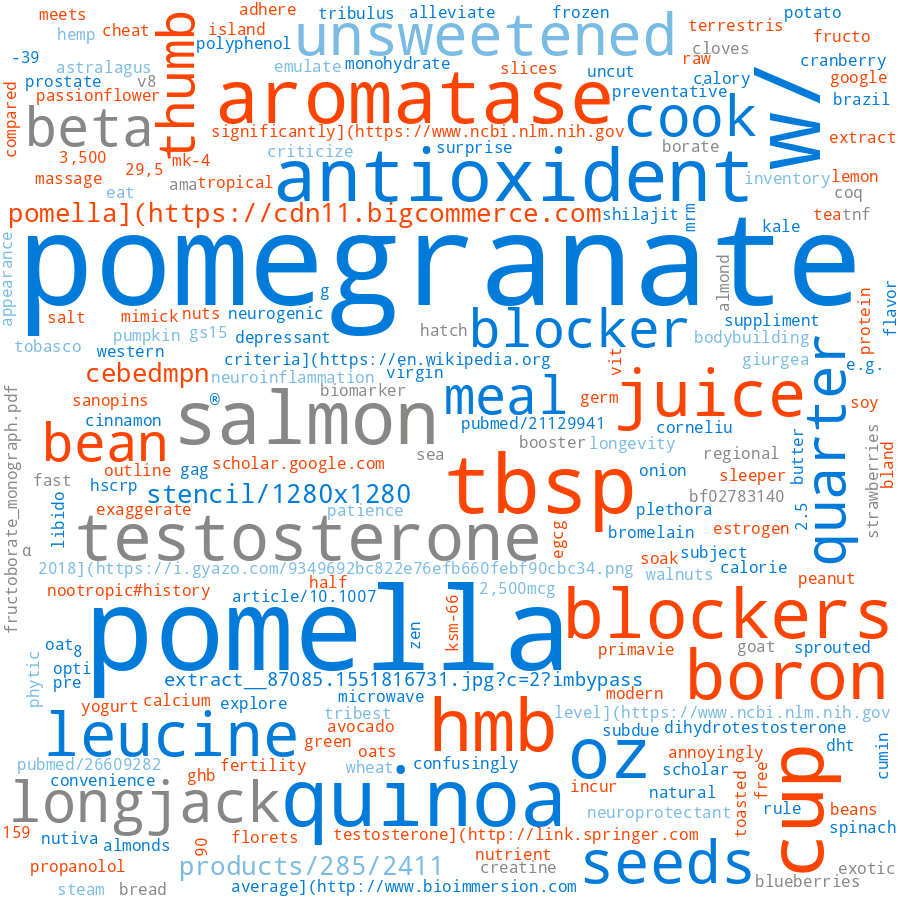 meets
adhere
tribulus
alleviate
frozen
potato
hemp
cheat
thumb
island
unsweetened
terrestris
fructo
-39
polyphenol
cloves
astralagus
emulate
monohydrate
raw
cranberry
prostate
v8
slices
uncut
calory
google
w/
compared
passionflower
aromatase
preventative
cook
brazil
beta
significantly](https://www.ncbi.nlm.nih.gov
extract
3,500
mk-4
criticize
surprise
borate
29,5
antioxident
massage
ama
tropical
inventory
lemon
eat
coq
pomella](https://cdn11.bigcommerce.com
shilajit
mrm
tea
tnf
kale
pomegranate
appearance
almond
flavor
g
salt
mimick
nuts
neurogenic
suppliment
protein
pumpkin
gs15
depressant
hatch
blocker
bodybuilding
tobasco
western
criteria](https://en.wikipedia.org
vit
giurgea
quarter
e.g.
cebedmpn
neuroinflammation
virgin
meal
juice
biomarker
germ
sanopins
®
salmon
soy
fructoborate_monograph.pdf
cinnamon
pubmed/21129941
corneliu
bean
booster
longevity
butter
strawberries
sea
regional
bland
outline
gag
scholar.google.com
tbsp
onion
sleeper
fast
hscrp
stencil/1280x1280
bf02783140
libido
exaggerate
patience
plethora
2.5
testosterone
egcg
bromelain
estrogen
α
soak
subject
2018](https://i.gyazo.com/9349692bc822e76efb660febf90cbc34.png
walnuts
calorie
nootropic#history
half
2,500mcg
peanut
article/10.1007
pomella
ksm-66
blockers
zen
oat
8
primavie
goat
sprouted
phytic
opti
extract__87085.1551816731.jpg?c=2?imbypass
boron
pre
microwave
modern
yogurt
calcium
explore
tribest
hmb
level](https://www.ncbi.nlm.nih.gov
leucine
avocado
green
subdue
dihydrotestosterone
oats
oz
annoyingly
dht
cumin
pubmed/26609282
ghb
fertility
wheat
confusingly
scholar
toasted
free
cup
convenience
incur
natural
longjack
quinoa
neuroprotectant
rule
beans
159
nutiva
almonds
90
florets
testosterone](http://link.springer.com
spinach
propanolol
products/285/2411
nutrient
seeds
exotic
creatine
steam
bread
average](http://www.bioimmersion.com
blueberries